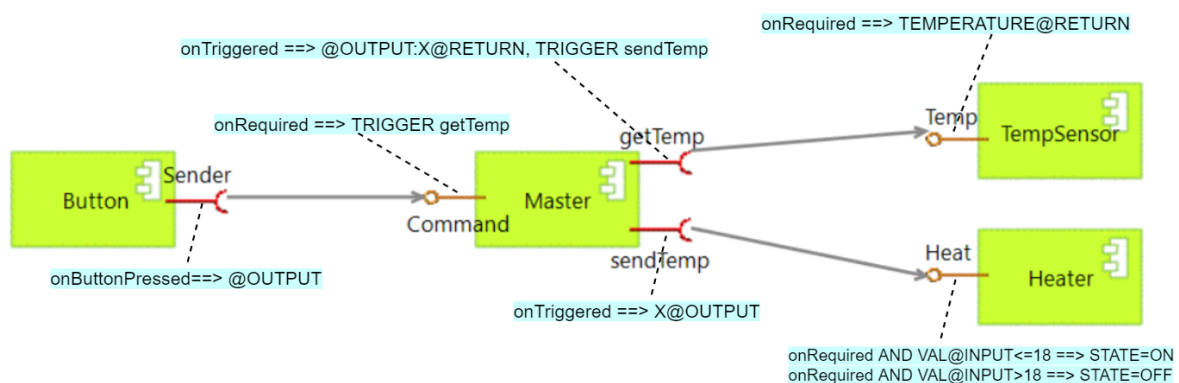 onRequired ==> TEMPERATURE@RETURN
onTriggered ==> @OUTPUT:X@RETURN, TRIGGER sendTemp
onRequired ==> TRIGGER getTemp
getTemp
Temp
TempSensor
Sender
Button
Command
Master
sendTemp
Heat
Heater
onButtonPressed==> @OUTPUT
onTriggered ==> X@OUTPUT
onRequired AND VAL@INPUT<=18 ==> STATE=ON
onRequired AND VAL@INPUT>18 ==> STATE=OFF